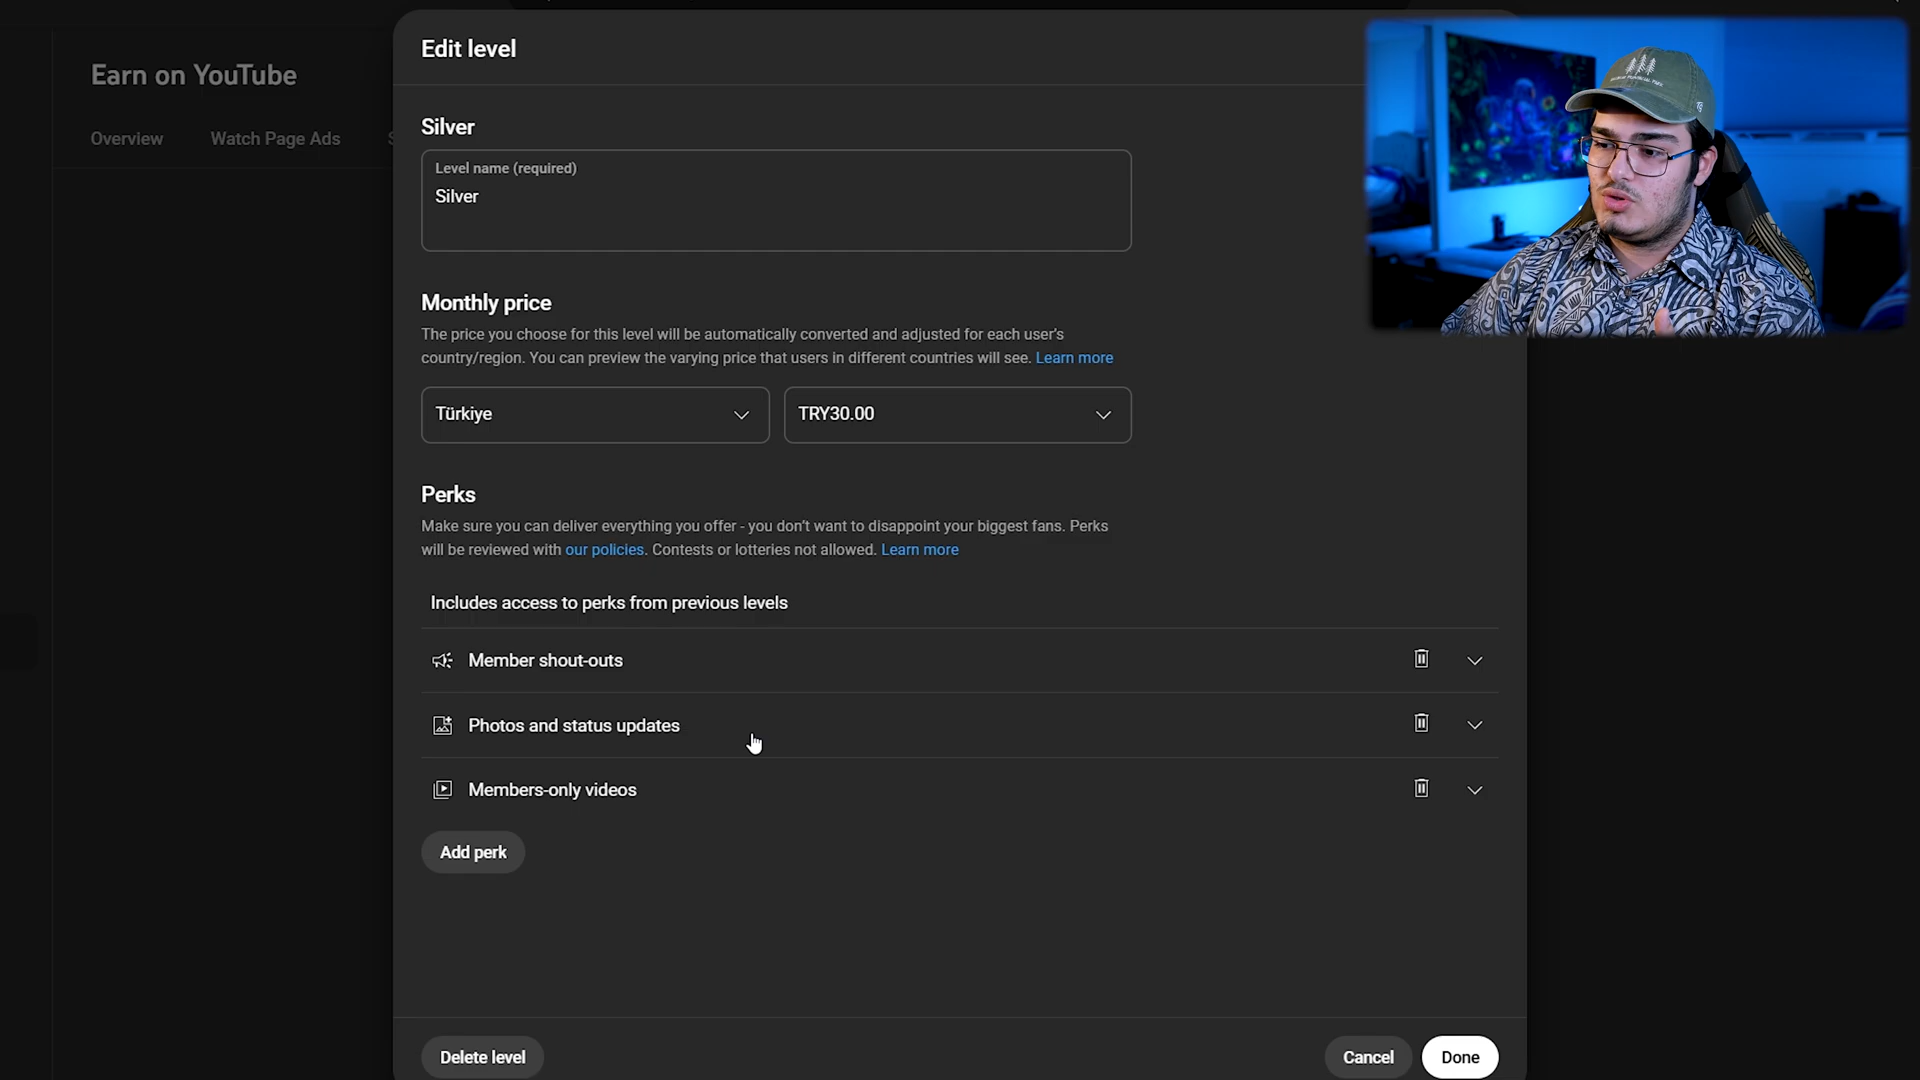 Edit level
Earn on YouTube
Overview
Watch Page Ads
Silver
Level name (required)
Silver
Monthly price
The price you choose for this level will be automatically converted and adjusted for each user's
country/region. You can preview the varying price that users in different countries will see. Learn more
Türkiye
TRY30.00
Perks
Make sure you can deliver everything you offer - you don't want to disappoint your biggest fans. Perks
will be reviewed with our policies. Contests or lotteries not allowed. Learn more
Includes access to perks from previous levels
Member shout-outs
Photos and status updates
Members-only videos
Add perk
Delete level
Cancel
Done